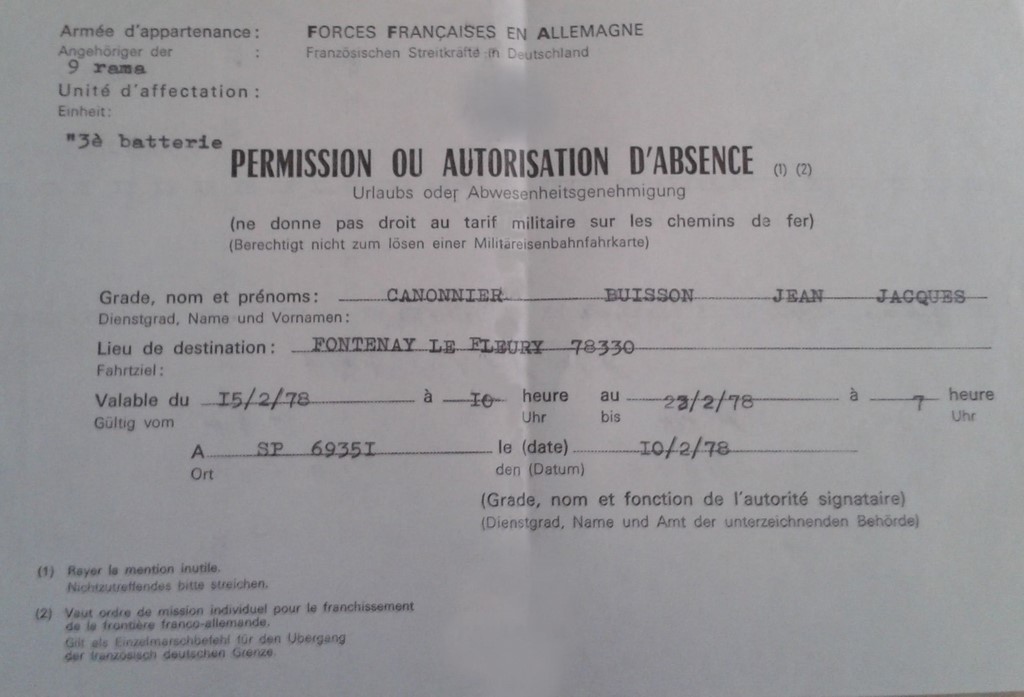 Armée d'appartenance : FORCES FRANÇAISES EN ALLEMAGNE
Angehöriger der : Französischen Streitkräfte in Deutschland
9 rama
Unité d'affectation :
Einheit:
"3è batterie
PERMISSION OU AUTORISATION D'ABSENCE (1) (2)
Urlaubs oder Abwesenheitsgenehmigung
(ne donne pas droit au tarif militaire sur les chemins de fer)
(Berechtigt nicht zum lösen einer Militäreisenbahnfahrkarte)
Grade, nom et prénoms : CANONNIER BUISSON JEAN JACQUES
Dienstgrad, Name und Vornamen :
Lieu de destination : FONTENAY LE FLEURY 78330
Fahrtziel :
Valable du I5/2/78 à I0 heure au 23/2/78 à 7 heure
Gültig vom Uhr bis Uhr
A SP 6935I le (date) I0/2/78
Ort den (Datum)
(Grade, nom et fonction de l'autorité signataire)
(Dienstgrad, Name und Amt der unterzeichnenden Behörde)
(1) Rayer la mention inutile.
Nichtzutreffendes bitte streichen.
(2) Vaut ordre de mission individuel pour le franchissement
de la frontière franco-allemande.
Gilt als Einzelmarschbefehl für den Übergang
der französisch deutschen Grenze.